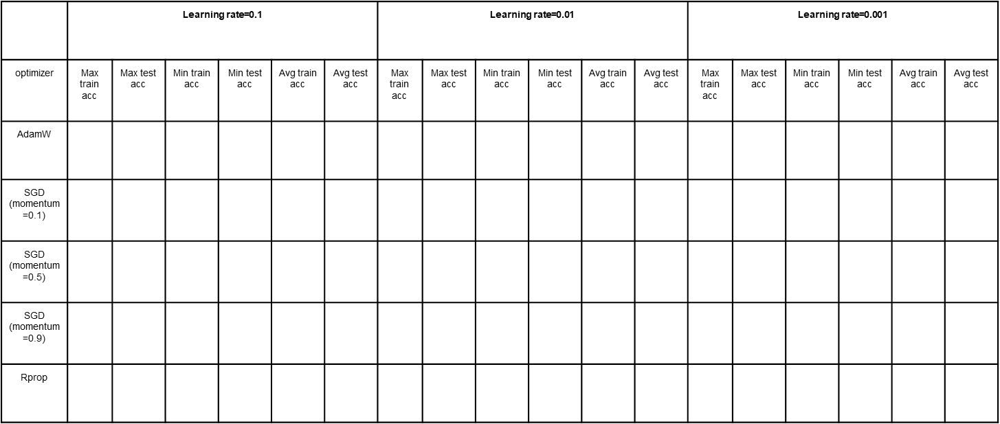 Learning rate=0.1 Learning rate=0.01 Learning rate=0.001
optimizer Max Max test Min train Min test Avg train Avg test Max Max test Min train Min test Avg train Avg test Max Max test Min train Min test Avg train Avg test
train acc acc acc acc acc train acc acc acc acc acc train acc acc acc acc acc
acc acc acc
AdamW
SGD
(momentum
=0.1)
SGD
(momentum
=0.5)
SGD
(momentum
=0.9)
Rprop